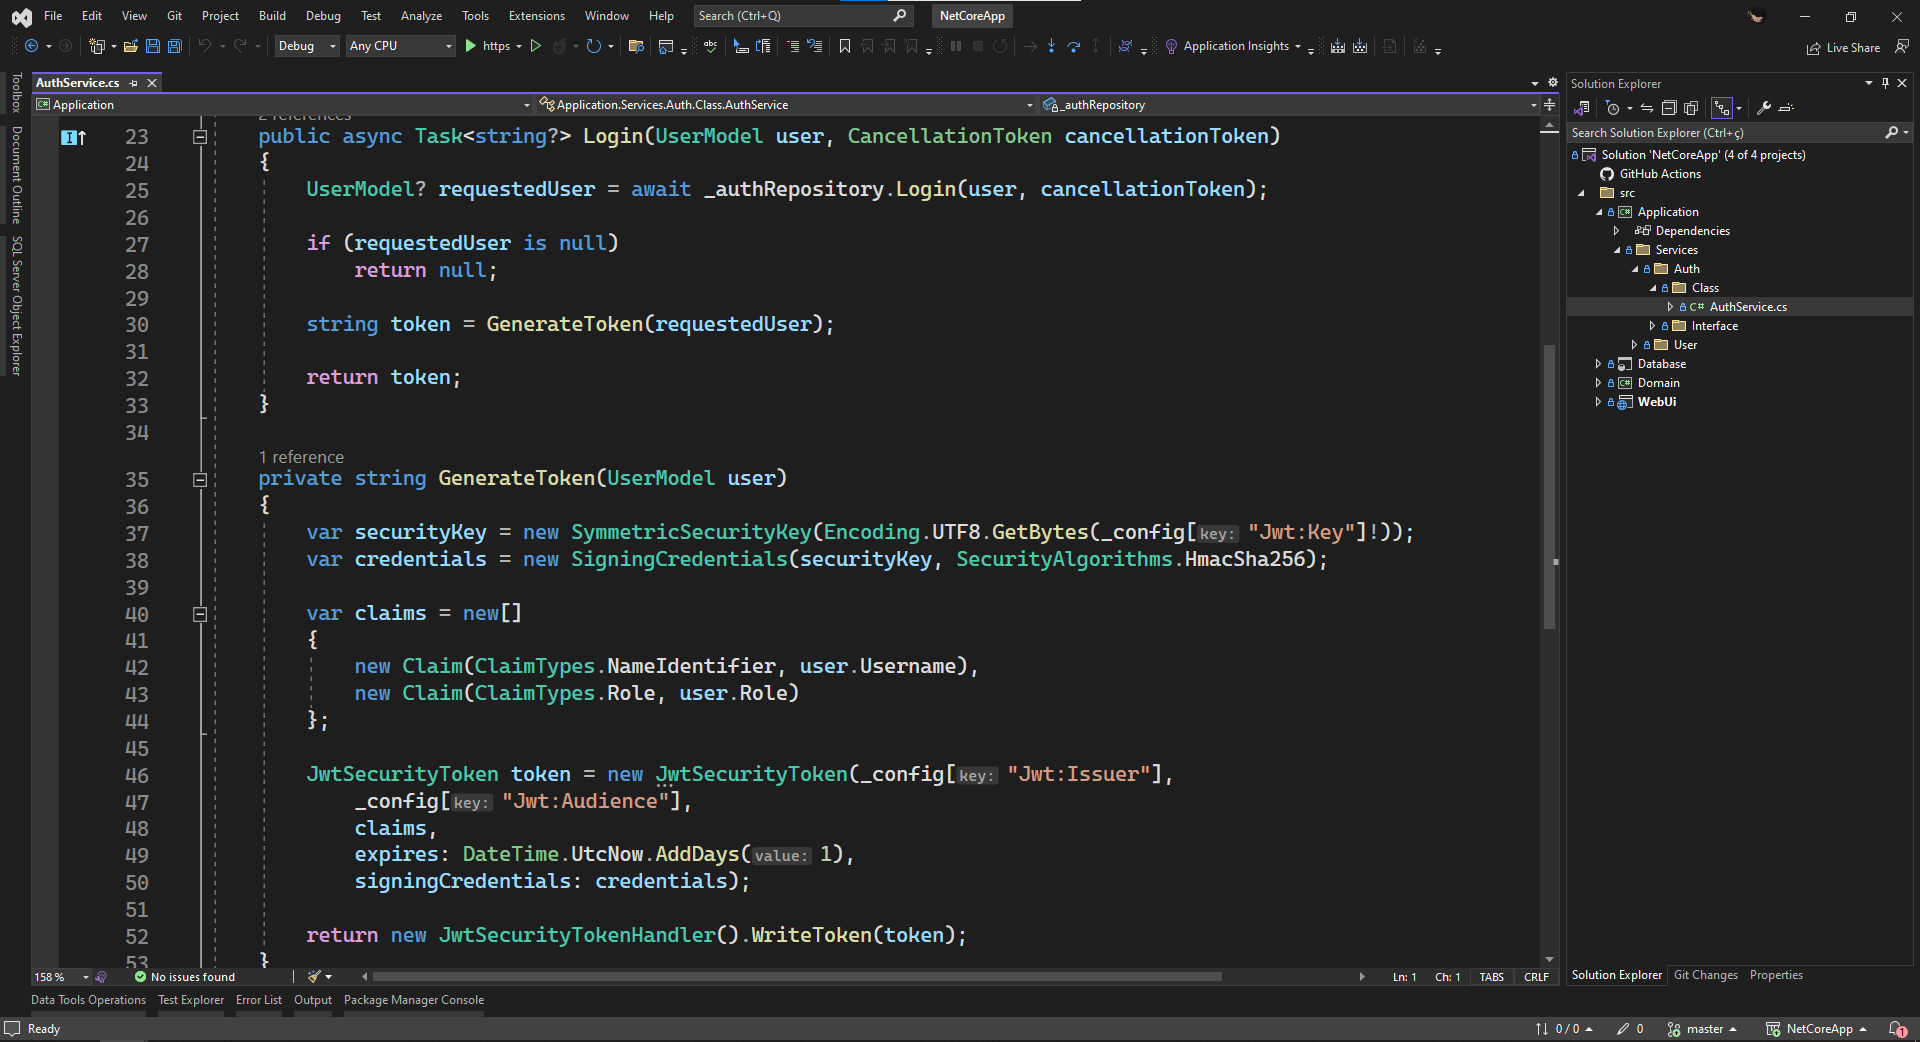 File Edit View Git Project Build Debug Test Analyze Tools Extensions Window Help Search (Ctrl+Q) NetCoreApp
Debug Any CPU https Application Insights Live Share
Toolbox
Document Outline
SQL Server Object Explorer
AuthService.cs
Application Application.Services.Auth.Class.AuthService _authRepository
2 references
23 public async Task<string?> Login(UserModel user, CancellationToken cancellationToken)
24 {
25 UserModel? requestedUser = await _authRepository.Login(user, cancellationToken);
26
27 if (requestedUser is null)
28 return null;
29
30 string token = GenerateToken(requestedUser);
31
32 return token;
33 }
34
1 reference
35 private string GenerateToken(UserModel user)
36 {
37 var securityKey = new SymmetricSecurityKey(Encoding.UTF8.GetBytes(_config[key: "Jwt:Key"]!));
38 var credentials = new SigningCredentials(securityKey, SecurityAlgorithms.HmacSha256);
39
40 var claims = new[]
41 {
42 new Claim(ClaimTypes.NameIdentifier, user.Username),
43 new Claim(ClaimTypes.Role, user.Role)
44 };
45
46 JwtSecurityToken token = new JwtSecurityToken(_config[key: "Jwt:Issuer"],
47 _config[key: "Jwt:Audience"],
48 claims,
49 expires: DateTime.UtcNow.AddDays(value: 1),
50 signingCredentials: credentials);
51
52 return new JwtSecurityTokenHandler().WriteToken(token);
53 }
158 % No issues found Ln: 1 Ch: 1 TABS CRLF
Solution Explorer
Search Solution Explorer (Ctrl+ç)
Solution 'NetCoreApp' (4 of 4 projects)
GitHub Actions
src
C# Application
Dependencies
Services
Auth
Class
C# AuthService.cs
Interface
User
Database
C# Domain
WebUi
Solution Explorer Git Changes Properties
Data Tools Operations Test Explorer Error List Output Package Manager Console
Ready 0 / 0 0 master NetCoreApp 1